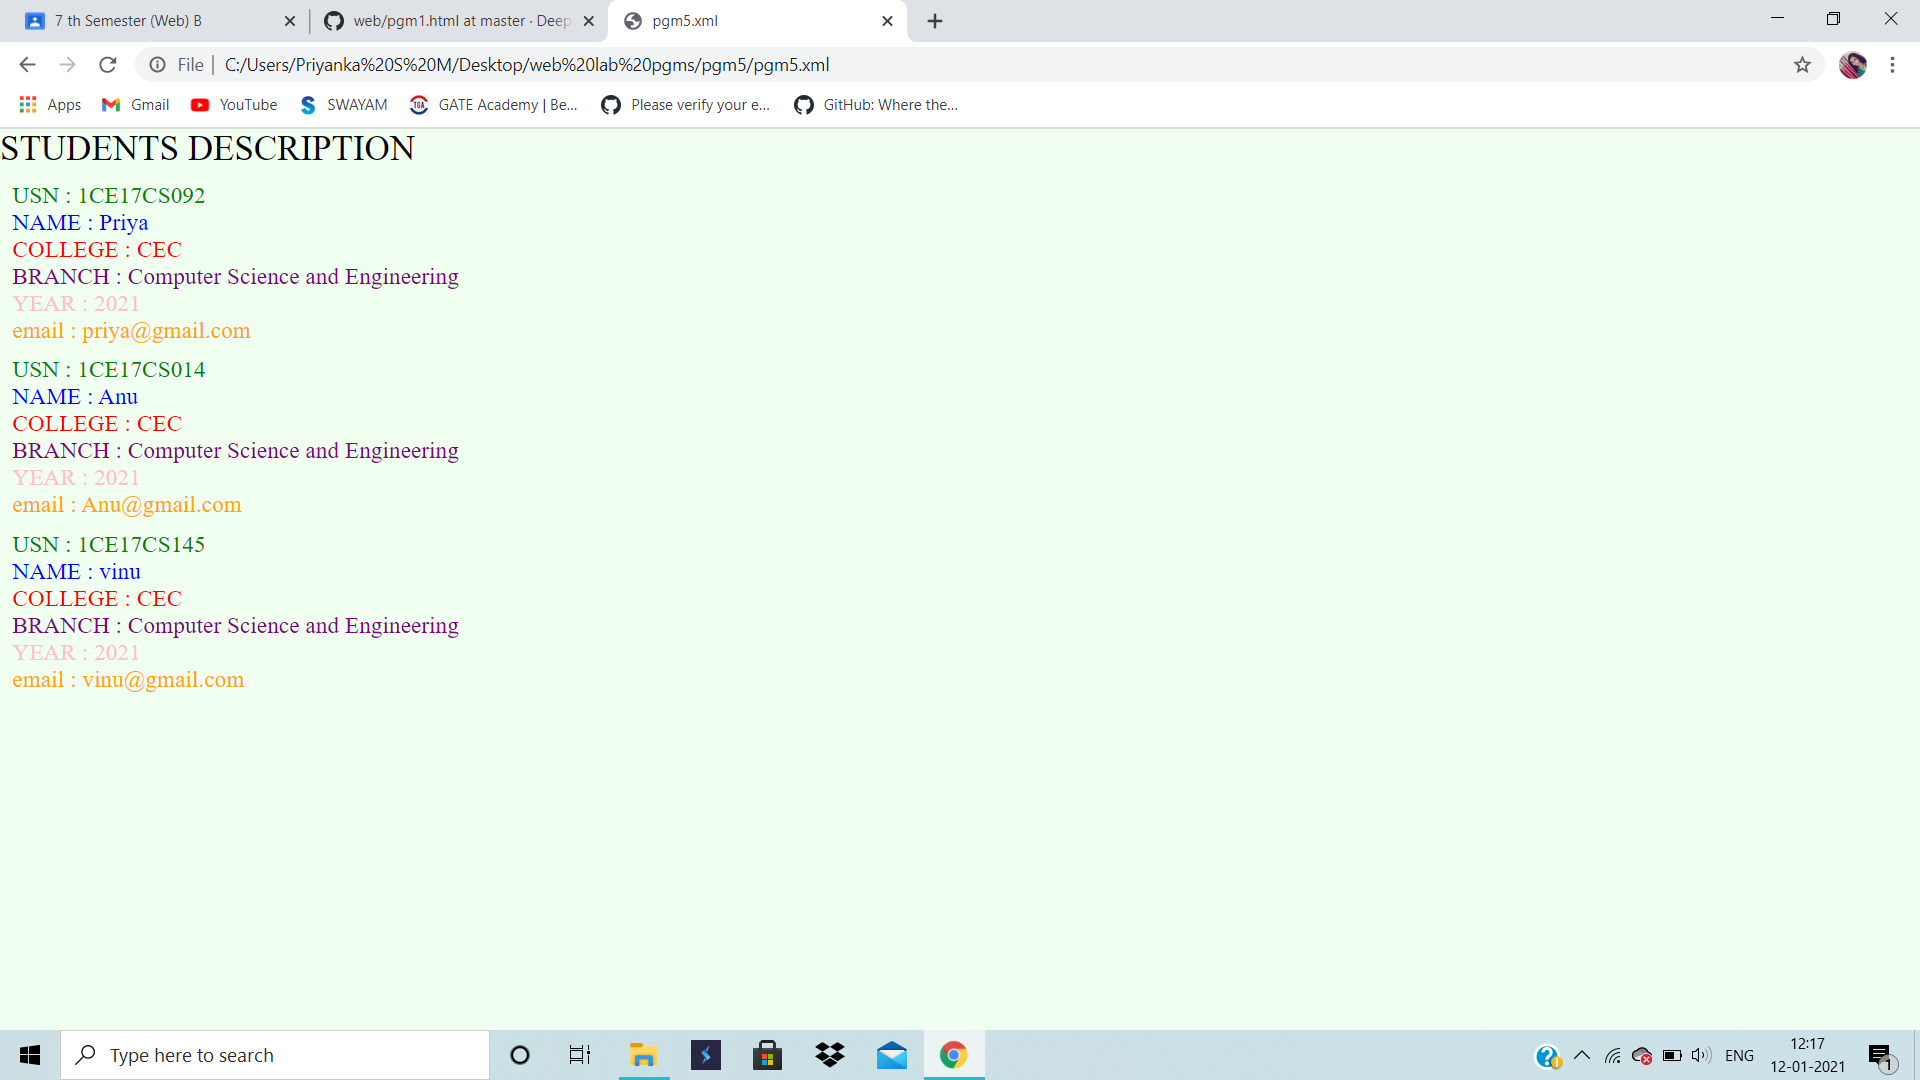 7 th Semester (Web) B
web/pgm1.html at master · Deep
pgm5.xml
File | C:/Users/Priyanka%20S%20M/Desktop/web%20lab%20pgms/pgm5/pgm5.xml
Apps Gmail YouTube SWAYAM TGA GATE Academy | Be... Please verify your e... GitHub: Where the...
STUDENTS DESCRIPTION
USN : 1CE17CS092
NAME : Priya
COLLEGE : CEC
BRANCH : Computer Science and Engineering
YEAR : 2021
email : priya@gmail.com
USN : 1CE17CS014
NAME : Anu
COLLEGE : CEC
BRANCH : Computer Science and Engineering
YEAR : 2021
email : Anu@gmail.com
USN : 1CE17CS145
NAME : vinu
COLLEGE : CEC
BRANCH : Computer Science and Engineering
YEAR : 2021
email : vinu@gmail.com
Type here to search
ENG
12:17
12-01-2021
1